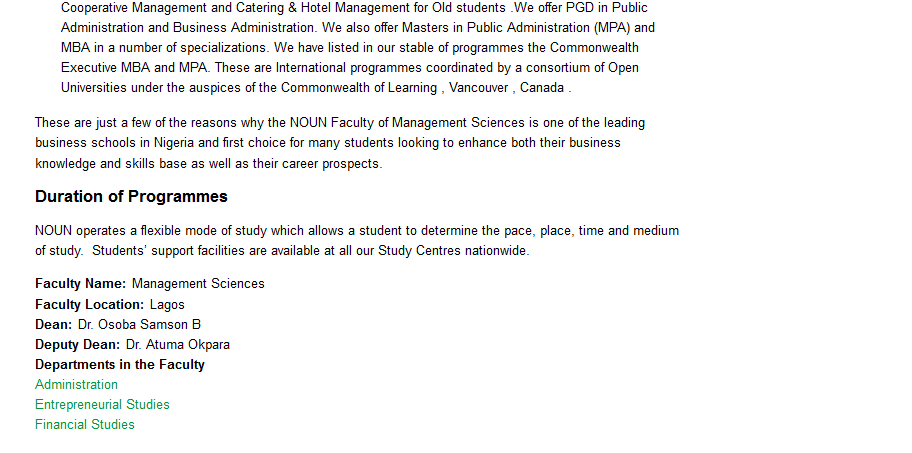 Cooperative Management and Catering & Hotel Management for Old students .We offer PGD in Public
Administration and Business Administration. We also offer Masters in Public Administration (MPA) and
MBA in a number of specializations. We have listed in our stable of programmes the Commonwealth
Executive MBA and MPA. These are International programmes coordinated by a consortium of Open
Universities under the auspices of the Commonwealth of Learning , Vancouver , Canada .
These are just a few of the reasons why the NOUN Faculty of Management Sciences is one of the leading
business schools in Nigeria and first choice for many students looking to enhance both their business
knowledge and skills base as well as their career prospects.
Duration of Programmes
NOUN operates a flexible mode of study which allows a student to determine the pace, place, time and medium
of study.  Students’ support facilities are available at all our Study Centres nationwide.
Faculty Name: Management Sciences
Faculty Location: Lagos
Dean: Dr. Osoba Samson B
Deputy Dean: Dr. Atuma Okpara
Departments in the Faculty
Administration
Entrepreneurial Studies
Financial Studies